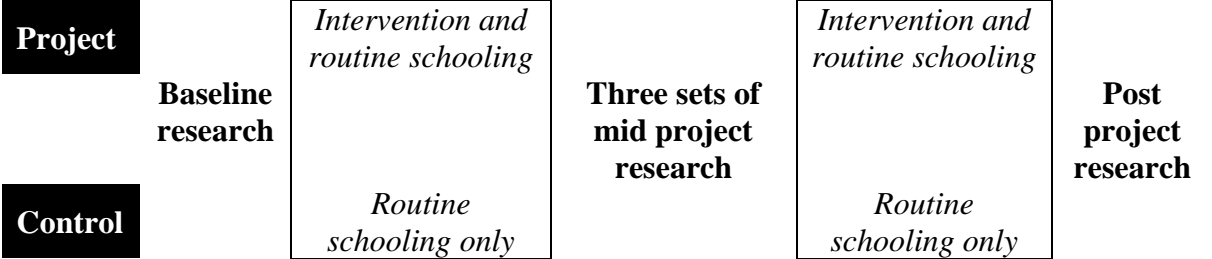 Project
Baseline
research
Intervention and
routine schooling
Three sets of
mid project
research
Intervention and
routine schooling
Post
project
research
Control
Routine
schooling only
Routine
schooling only